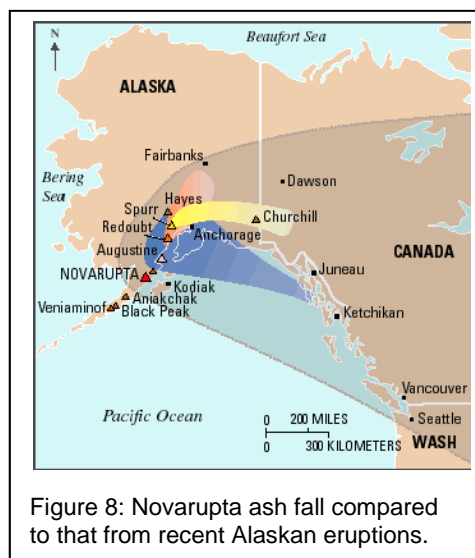 Beaufort Sea
N
ALASKA
Fairbanks
Dawson
Bering
Sea
Hayes
Spurr
Churchill
Redoubt
Anchorage
Augustine
CANADA
NOVARUPTA
Juneau
Kodiak
Aniakchak
Veniaminof
Black Peak
Ketchikan
Vancouver
Pacific Ocean
0 200 MILES
0 300 KILOMETERS
Seattle
WASH
Figure 8: Novarupta ash fall compared
to that from recent Alaskan eruptions.